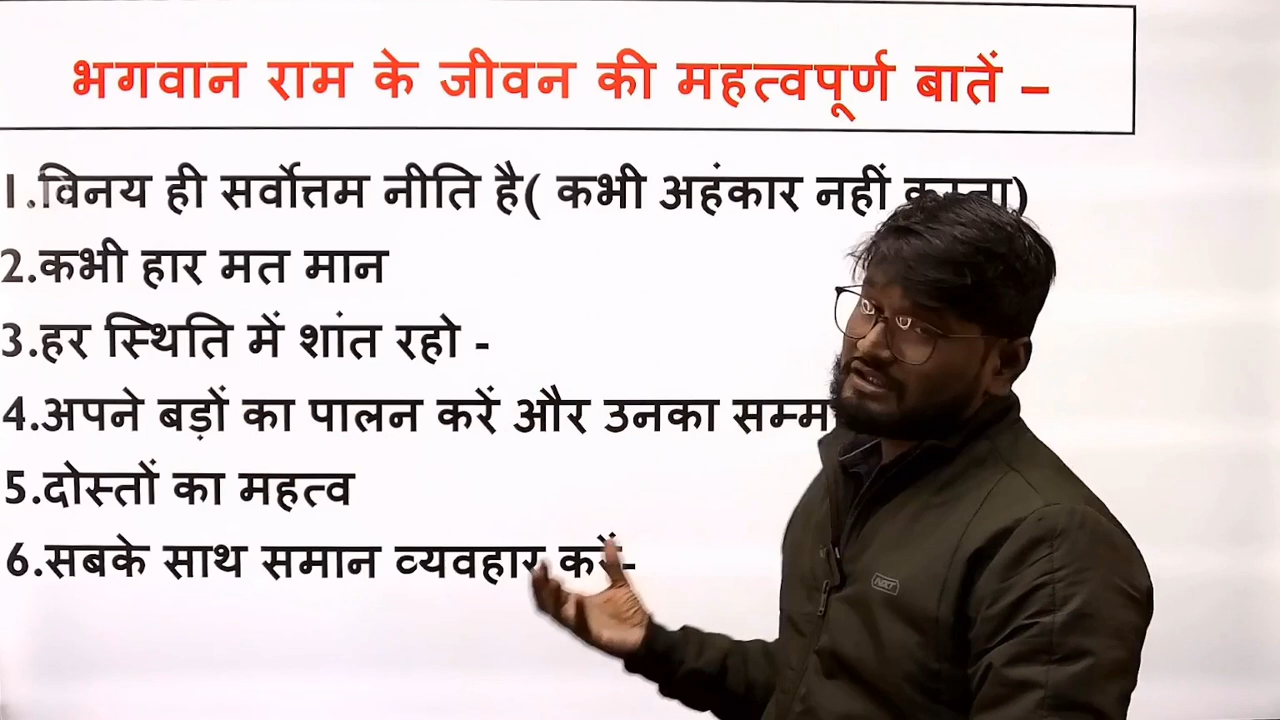 भगवान राम के जीवन की महत्वपूर्ण बातें –
1.विनय ही सर्वोत्तम नीति है( कभी अहंकार नहीं
2.कभी हार मत मान
3.हर स्थिति में शांत रहो -
4.अपने बड़ों का पालन करें और उनका
5.दोस्तों का महत्व
6.सबके साथ समान व्यवहार करें-